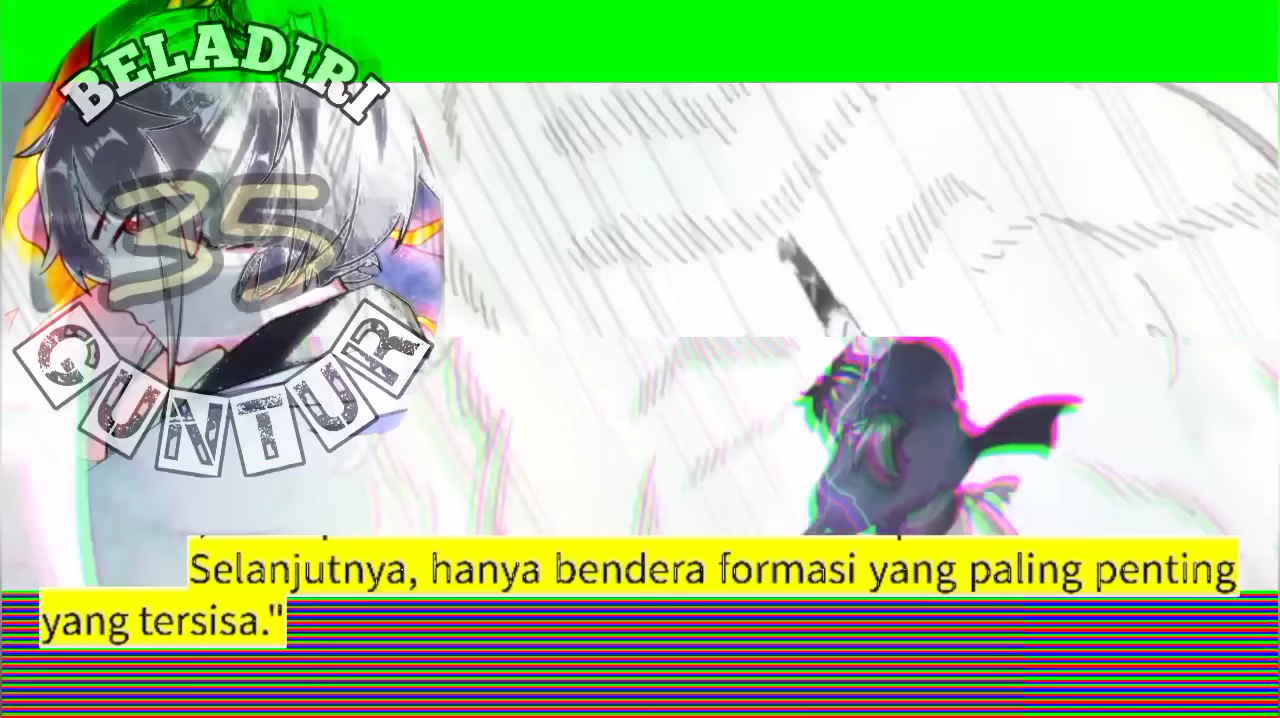 BELADIRI
35
GUNTUR
Selanjutnya, hanya bendera formasi yang paling penting
yang tersisa."